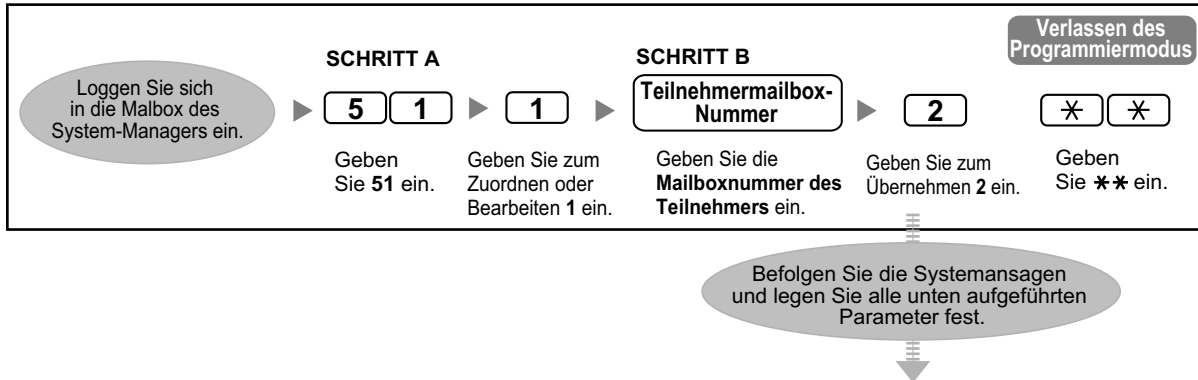 Verlassen des
Programmiermodus
SCHRITT A
SCHRITT B
Loggen Sie sich
in die Malbox des
System-Managers ein.
5 1
1
Teilnehmermailbox-
Nummer
2
* *
Geben
Sie 51 ein.
Geben Sie zum
Zuordnen oder
Bearbeiten 1 ein.
Geben Sie die
Mailboxnummer des
Teilnehmers ein.
Geben Sie zum
Übernehmen 2 ein.
Geben
Sie ** ein.
Befolgen Sie die Systemansagen
und legen Sie alle unten aufgeführten
Parameter fest.